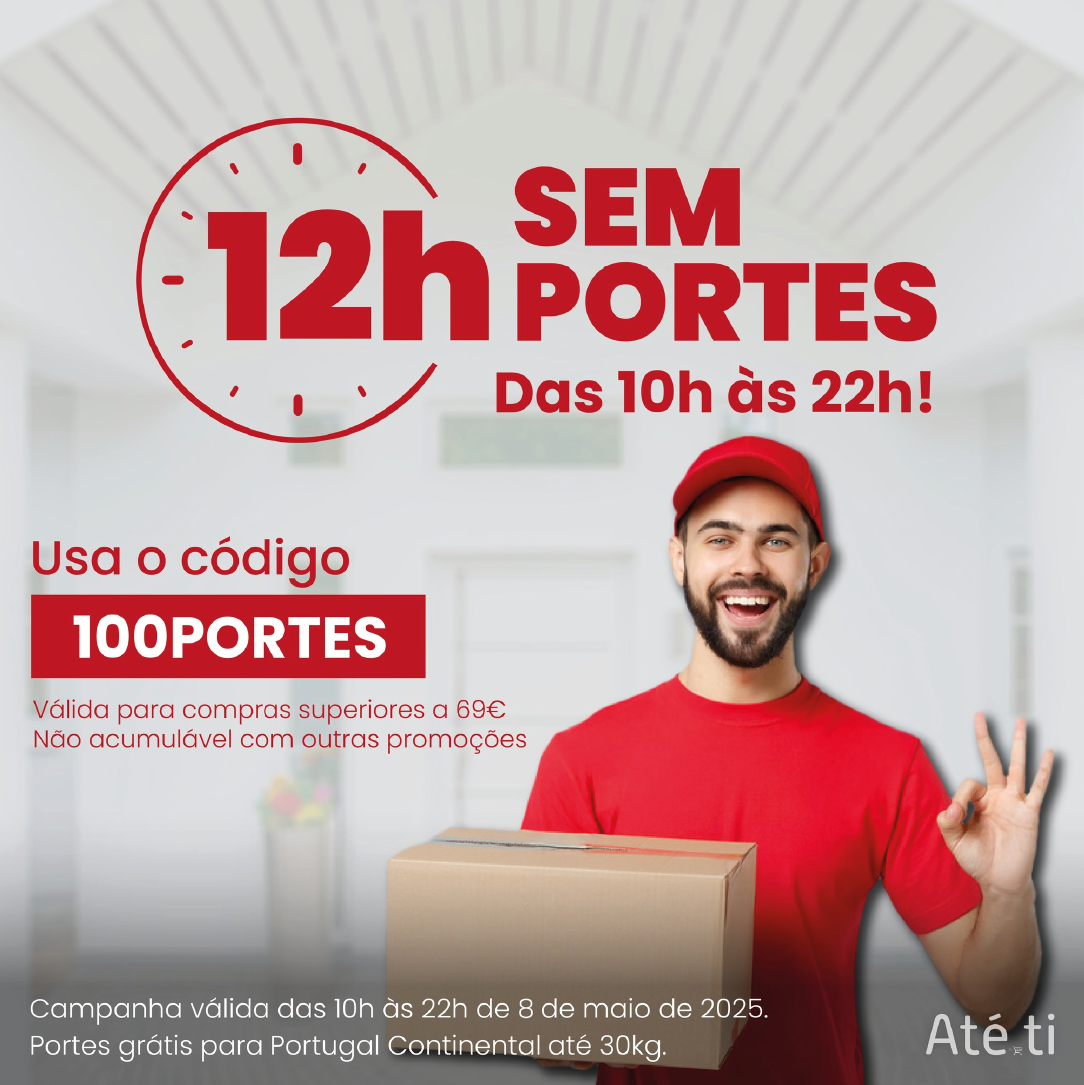 12h
SEM
PORTES
Das 10h às 22h!
Usa o código
100PORTES
Válida para compras superiores a 69€
Não acumulável com outras promoções
Campanha válida das 10h às 22h de 8 de maio de 2025.
Portes grátis para Portugal Continental até 30kg.
Até ti